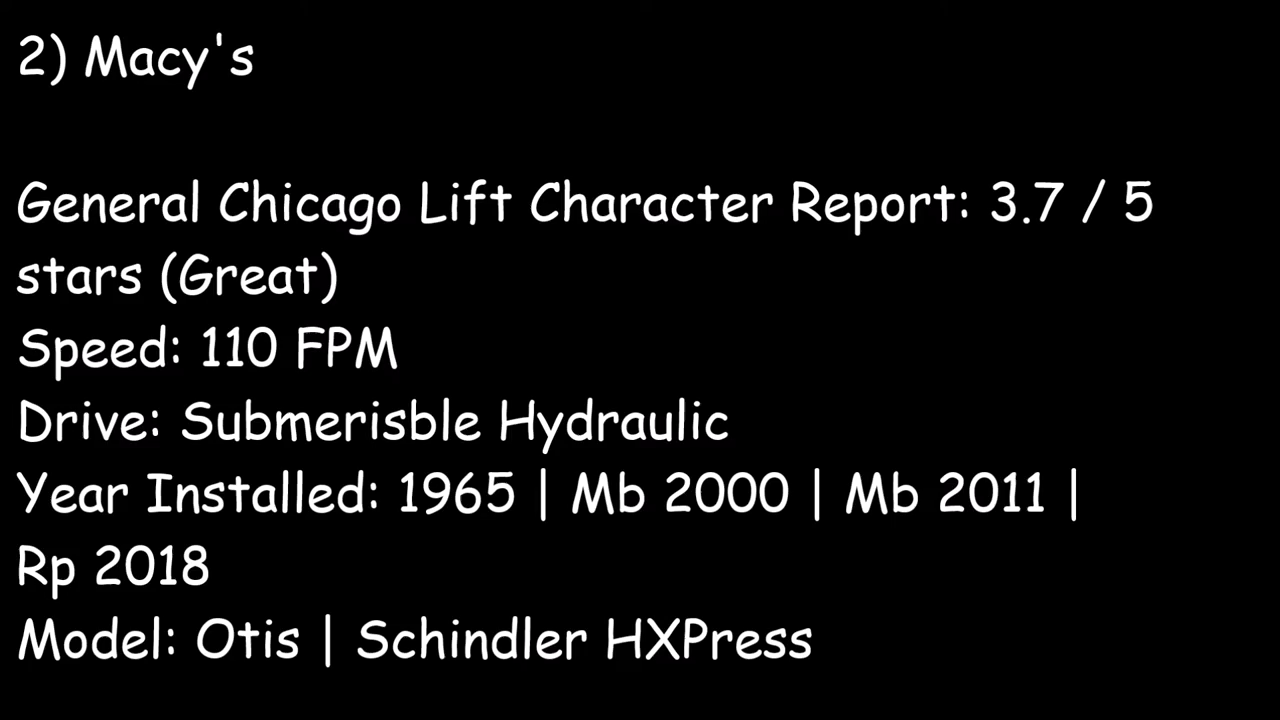 2) Macy's
General Chicago Lift Character Report: 3.7 / 5
stars (Great)
Speed: 110 FPM
Drive: Submerisble Hydraulic
Year Installed: 1965 | Mb 2000 | Mb 2011 |
Rp 2018
Model: Otis | Schindler HXPress